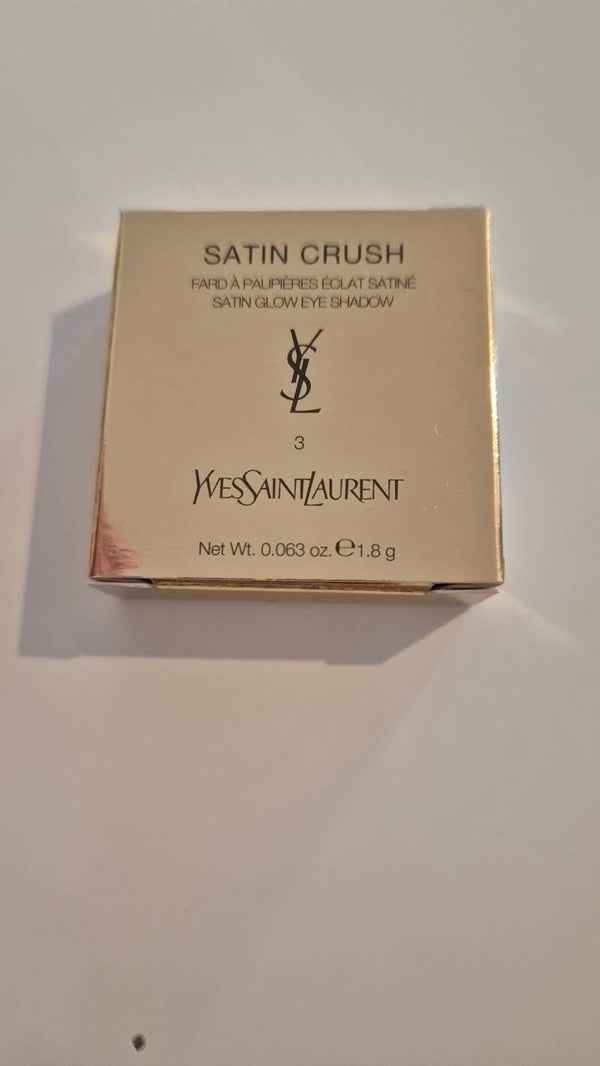 SATIN CRUSH
FARD À PAUPIÈRES ÉCLAT SATINÉ
SATIN GLOW EYE SHADOW
YSL
3
YVESSAINTLAURENT
Net Wt. 0.063 oz. ℮1.8 g